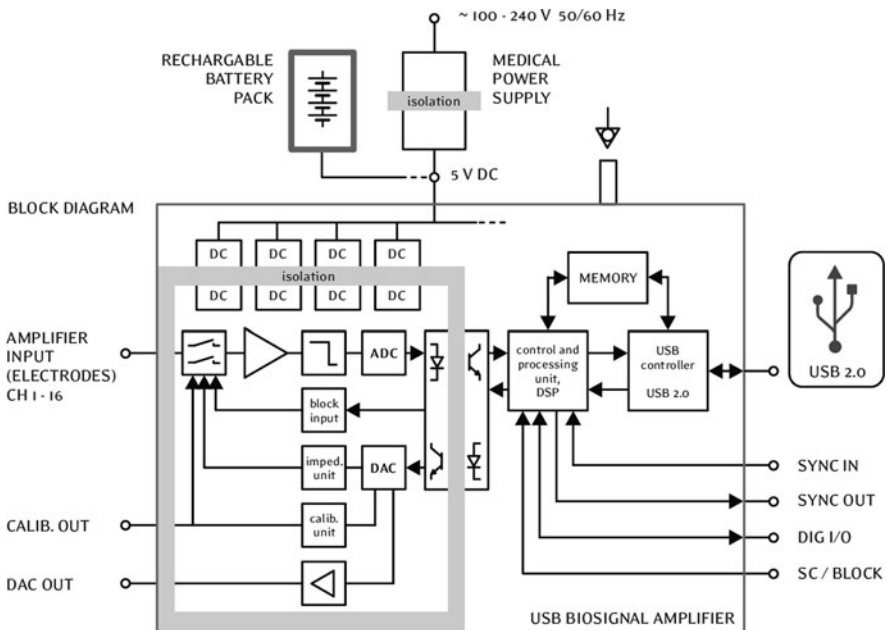 ~ 100 - 240 V 50/60 Hz
RECHARGABLE
BATTERY
PACK
MEDICAL
POWER
SUPPLY
isolation
5 V DC
BLOCK DIAGRAM
DC DC DC DC
isolation
DC DC DC DC
MEMORY
AMPLIFIER
INPUT
(ELECTRODES)
CH 1 - 16
ADC
control and
processing
unit,
DSP
USB
controller
USB 2.0
USB 2.0
block
input
imped.
unit
DAC
calib.
unit
CALIB. OUT
DAC OUT
SYNC IN
SYNC OUT
DIG I/O
SC / BLOCK
USB BIOSIGNAL AMPLIFIER